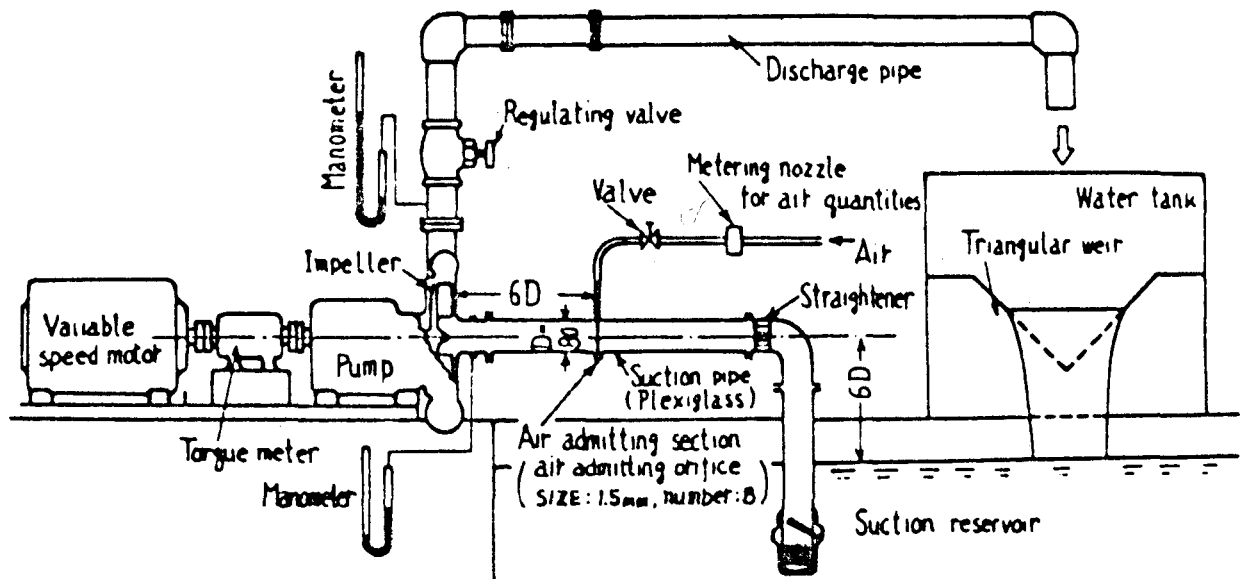 Discharge pipe
Manometer
Regulating valve
Metering nozzle
for air quantities
Valve
Air
Water tank
Triangular weir
Impeller
6D
Straightener
Variable
speed motor
Pump
D=
80
6D
Suction pipe
(Plexiglass)
Torque meter
Air admitting section
(air admitting orifice
SIZE: 1.5mm, number: 8)
Manometer
Suction reservoir